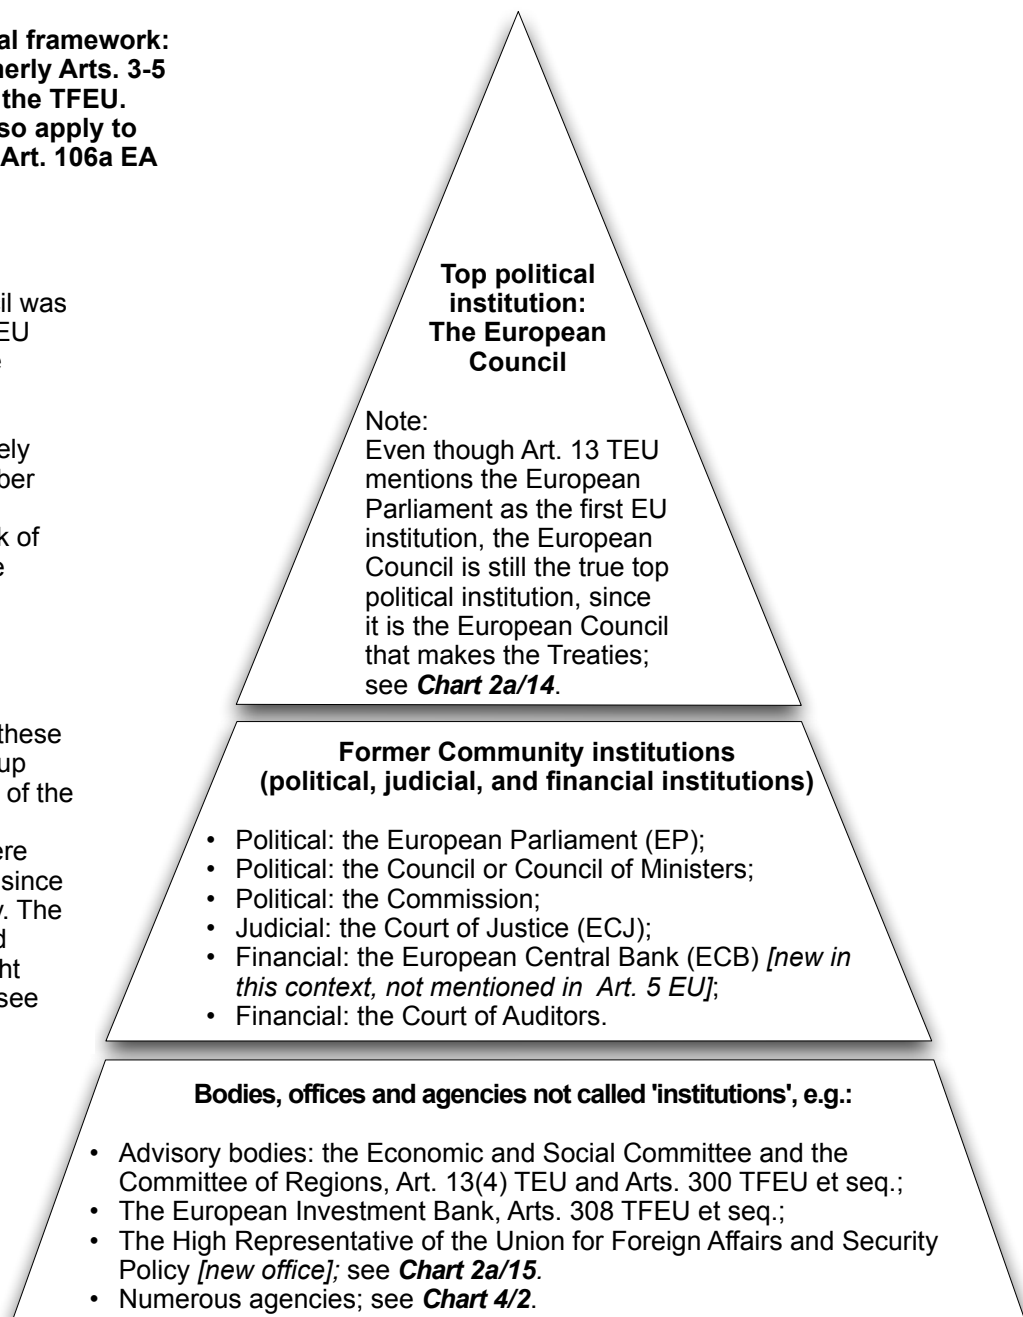 al framework:
nerly Arts. 3-5
the TFEU.
so apply to
Art. 106a EA
il was
EU
ely
k of
these
up
of the
ere
since
. The
see
Top political
institution:
The European
Council
Note:
Even though Art. 13 TEU
mentions the European
Parliament as the first EU
institution, the European
Council is still the true top
political institution, since
it is the European Council
that makes the Treaties;
see Chart 2a/14.
Former Community institutions
(political, judicial, and financial institutions)
• Political: the European Parliament (EP);
• Political: the Council or Council of Ministers;
• Political: the Commission;
• Judicial: the Court of Justice (ECJ);
• Financial: the European Central Bank (ECB) [new in
this context, not mentioned in Art. 5 EU];
• Financial: the Court of Auditors.
Bodies, offices and agencies not called 'institutions', e.g.:
• Advisory bodies: the Economic and Social Committee and the
Committee of Regions, Art. 13(4) TEU and Arts. 300 TFEU et seq.;
• The European Investment Bank, Arts. 308 TFEU et seq.;
• The High Representative of the Union for Foreign Affairs and Security
Policy [new office]; see Chart 2a/15.
• Numerous agencies; see Chart 4/2.